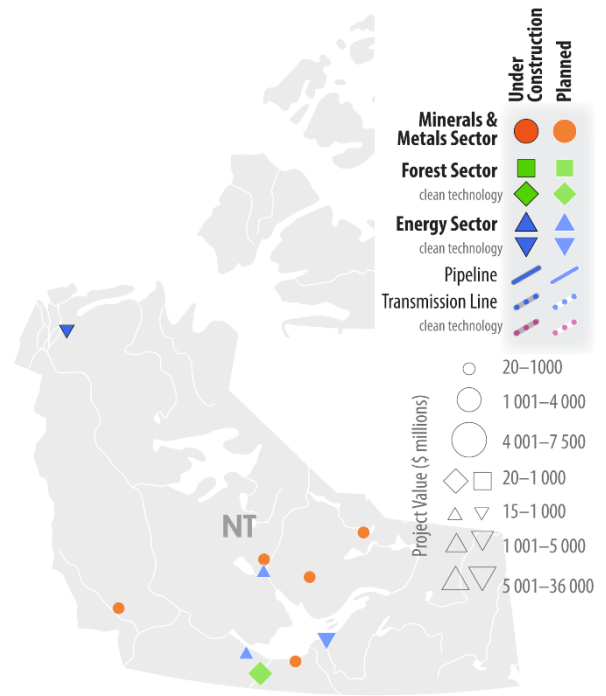 Under
Construction
Planned
Minerals &
Metals Sector
Forest Sector
clean technology
Energy Sector
clean technology
Pipeline
Transmission Line
clean technology
Project Value ($ millions)
20–1000
1 001–4 000
4 001–7 500
20–1 000
15–1 000
1 001–5 000
5 001–36 000
NT